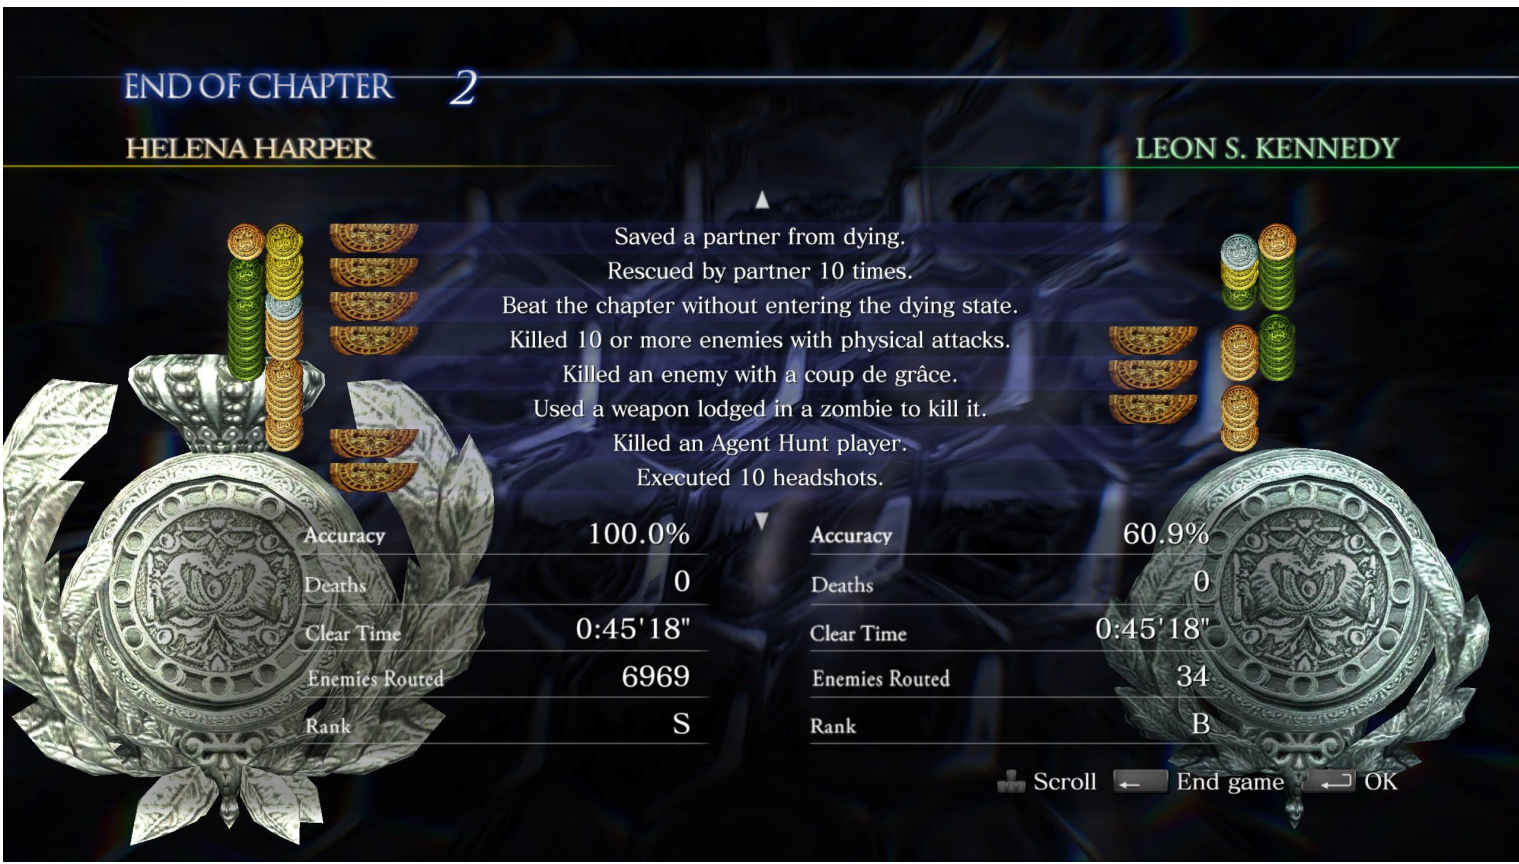 END OF CHAPTER 2
HELENA HARPER
LEON S. KENNEDY
Saved a partner from dying.
Rescued by partner 10 times.
Beat the chapter without entering the dying state.
Killed 10 or more enemies with physical attacks.
Killed an enemy with a coup de grâce.
Used a weapon lodged in a zombie to kill it.
Killed an Agent Hunt player.
Executed 10 headshots.
Accuracy 100.0%
Deaths 0
Clear Time 0:45'18"
Enemies Routed 6969
Rank S
Accuracy 60.9%
Deaths 0
Clear Time 0:45'18"
Enemies Routed 34
Rank B
Scroll End game OK